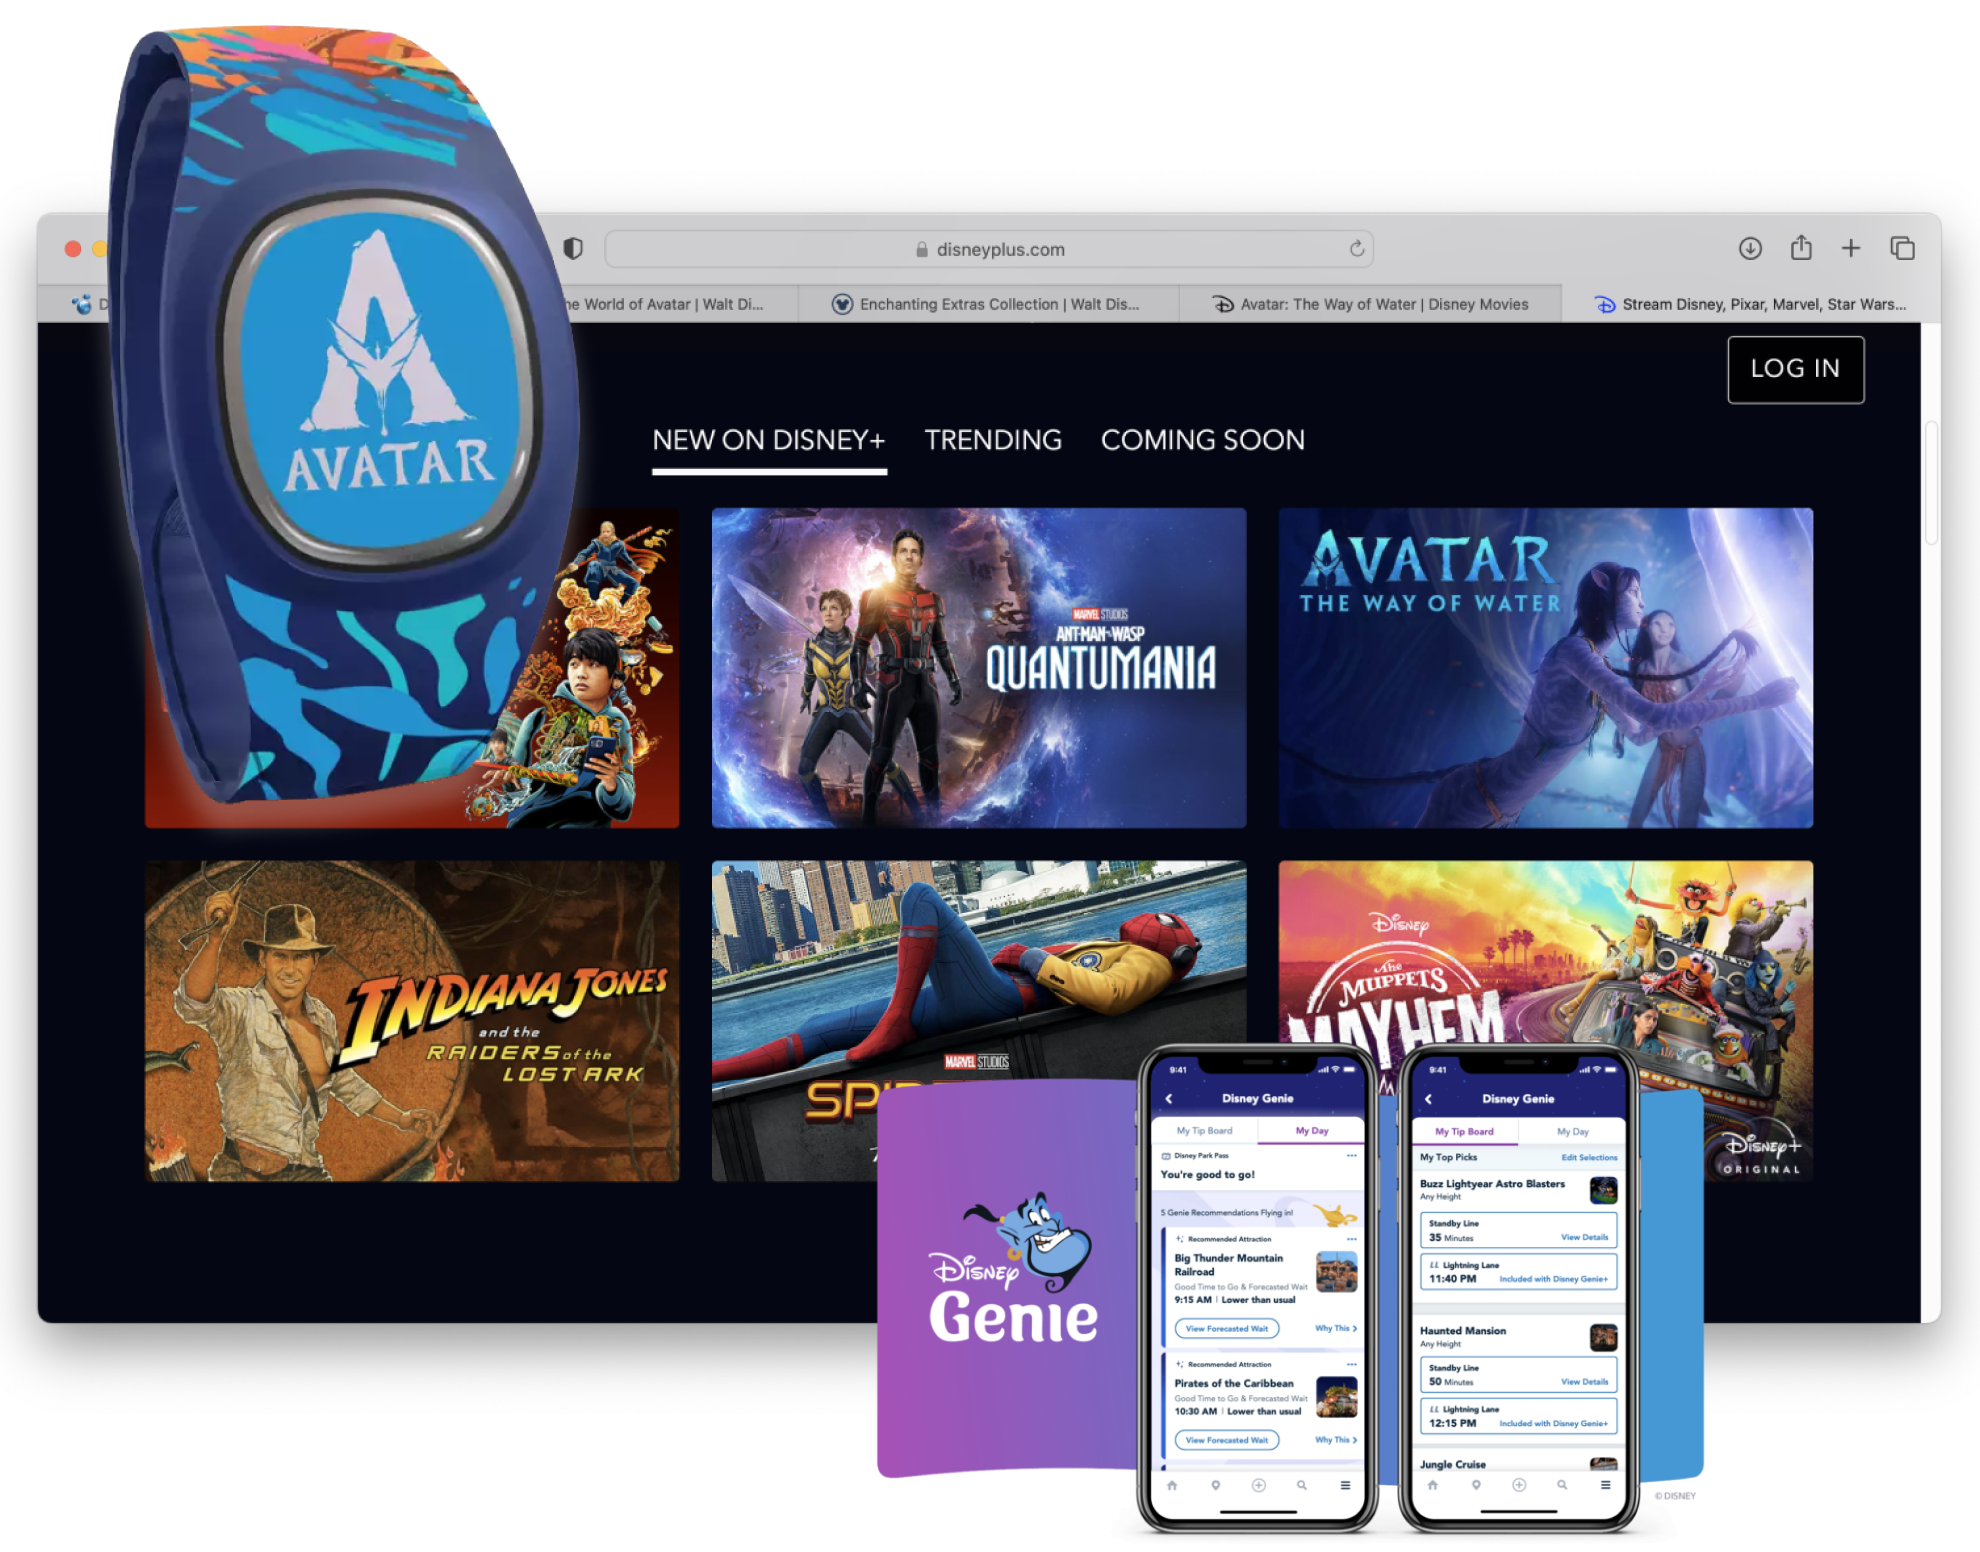 AVATAR
disneyplus.com
D
he World of Avatar | Walt Di...
Enchanting Extras Collection | Walt Dis...
Avatar: The Way of Water | Disney Movies
Stream Disney, Pixar, Marvel, Star Wars...
LOG IN
NEW ON DISNEY+
TRENDING
COMING SOON
MARVEL STUDIOS
ANT-MAN AND THE WASP
QUANTUMANIA
AVATAR
THE WAY OF WATER
INDIANA JONES
and the
RAIDERS of the
LOST ARK
MARVEL STUDIOS
SP
Disney
The
MUPPETS
MAYHEM
Disney+
ORIGINAL
Disney
Genie
9:41
Disney Genie
My Tip Board
My Day
Disney Park Pass
You're good to go!
5 Genie Recommendations Flying in!
Recommended Attraction
Big Thunder Mountain
Railroad
Good Time to Go & Forecasted Wait
9:15 AM | Lower than usual
View Forecasted Wait
Why This >
Recommended Attraction
Pirates of the Caribbean
Good Time to Go & Forecasted Wait
10:30 AM | Lower than usual
View Forecasted Wait
Why This >
9:41
Disney Genie
My Tip Board
My Day
My Top Picks
Edit Selections
Buzz Lightyear Astro Blasters
Any Height
Standby Line
35 Minutes
View Details
LL Lightning Lane
11:40 PM
Included with Disney Genie+
Haunted Mansion
Any Height
Standby Line
50 Minutes
View Details
LL Lightning Lane
12:15 PM
Included with Disney Genie+
Jungle Cruise
© DISNEY